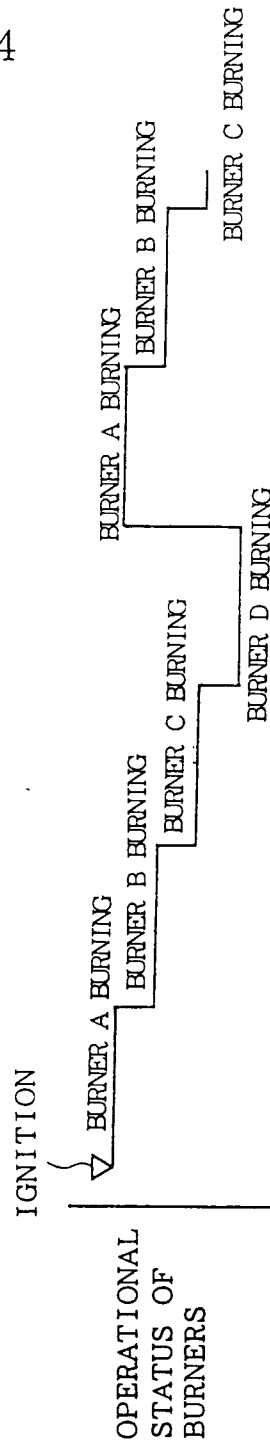 4
IGNITION
OPERATIONAL
STATUS OF
BURNERS
BURNER A BURNING
BURNER B BURNING
BURNER C BURNING
BURNER D BURNING
BURNER A BURNING
BURNER B BURNING
BURNER C BURNING